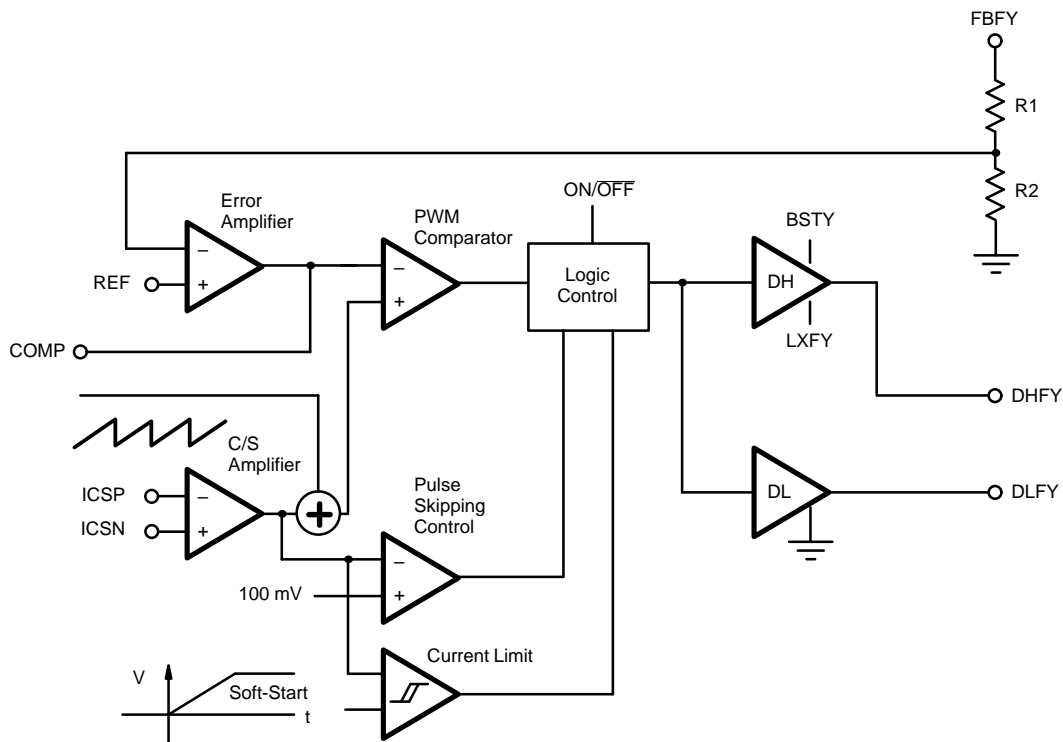 FBFY
R1
R2
Error
Amplifier
PWM
Comparator
ON/OFF
BSTY
–
+
REF
–
+
Logic
Control
DH
LXFY
COMP
DHFY
C/S
Amplifier
ICSP
ICSN
–
+
+
Pulse
Skipping
Control
DL
DLFY
–
+
100 mV
Current Limit
V
Soft-Start
t